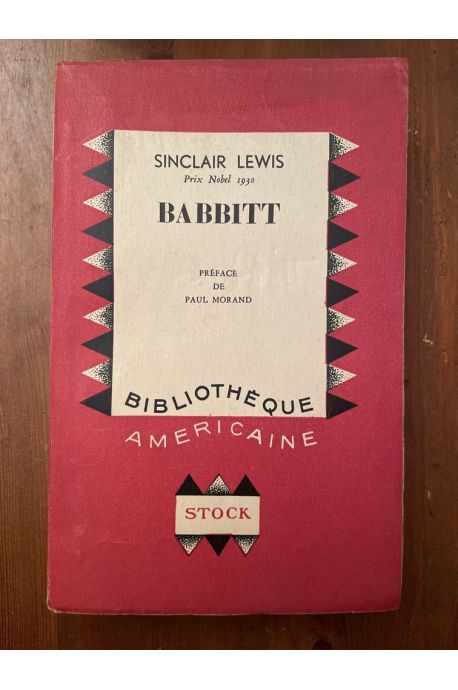 SINCLAIR LEWIS
Prix Nobel 1930
BABBITT
PRÉFACE
DE
PAUL MORAND
BIBLIOTHÈQUE
AMERICAINE
STOCK